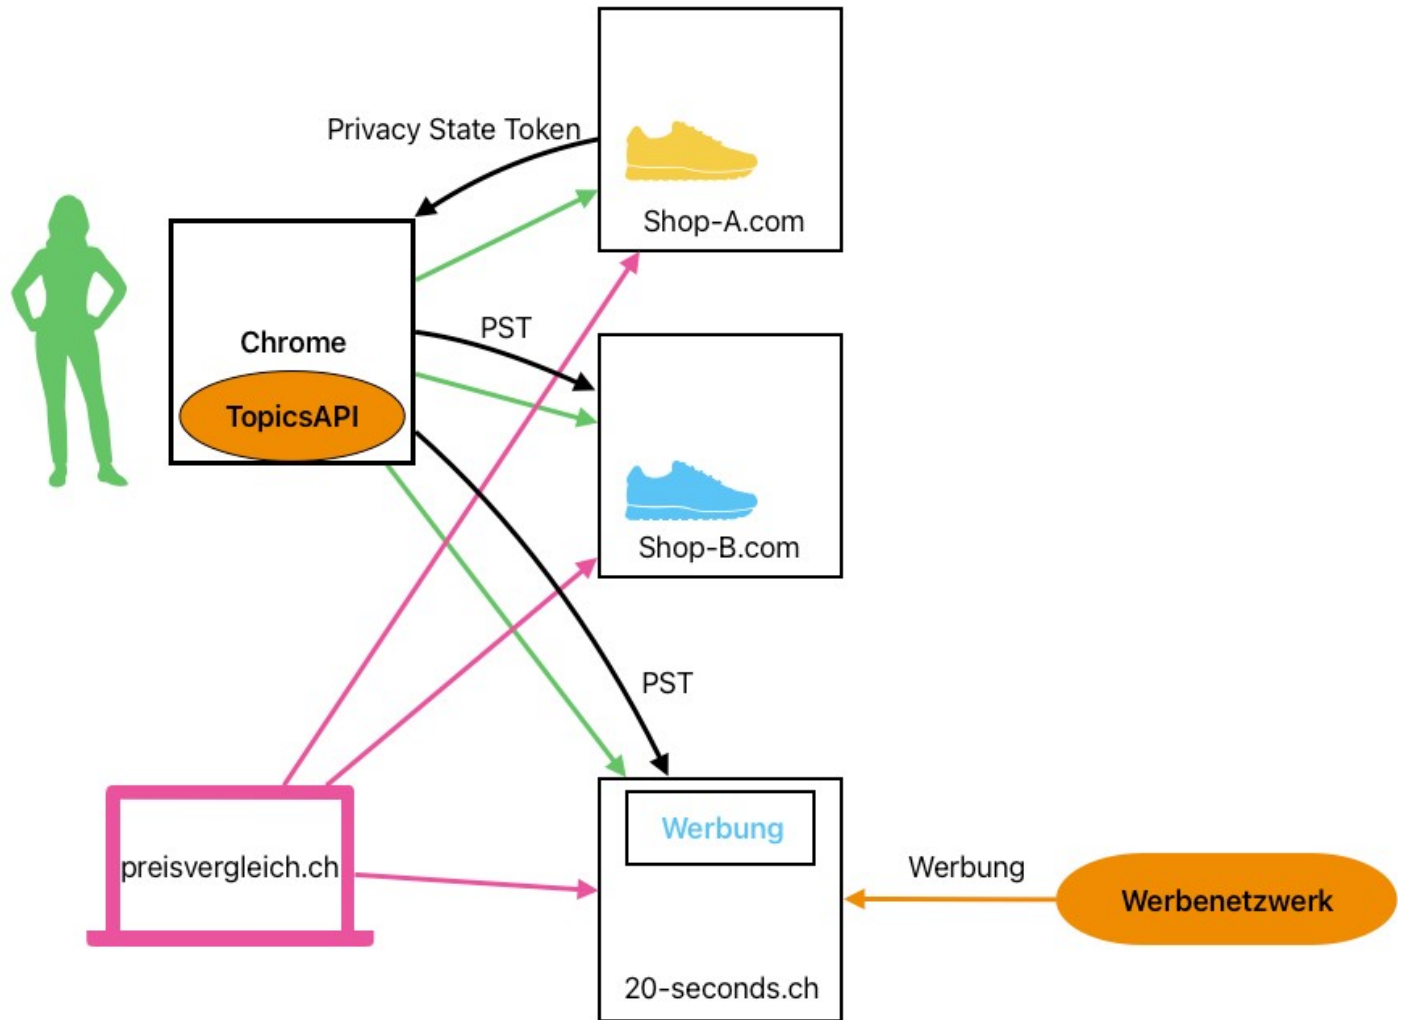 Privacy State Token
Shop-A.com
PST
Chrome
TopicsAPI
Shop-B.com
PST
Werbung
preisvergleich.ch
Werbung
Werbenetzwerk
20-seconds.ch